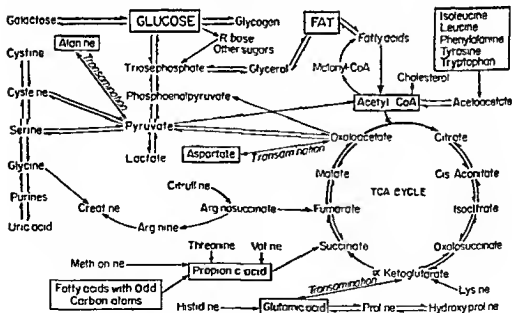 Galactose GLUCOSE Glycogen FAT Isoleucine
Leucine
Phenylalanine
Tyrosine
Tryptophan
Ribose
Other sugars
Fatty acids
Cystine
Alanine
Transamination
Triosephosphate Glycerol
Malonyl-CoA
Cholesterol
Cysteine
Phosphoenolpyruvate
Acetyl CoA Acetoacetate
Serine
Pyruvate
Oxaloacetate Citrate
Lactate
Aspartate Transamination
Glycine
Malate Cis Aconitate
Citrulline
TCA CYCLE
Purines
Creatine
Argininosuccinate Fumarate Isocitrate
Uric acid
Arginine
Threonine Valine
Succinate Oxalosuccinate
Methionine
Propionic acid
α Ketoglutarate
Fatty acids with Odd
Carbon atoms
Transamination
Lysine
Histidine Glutamic acid Proline Hydroxyproline